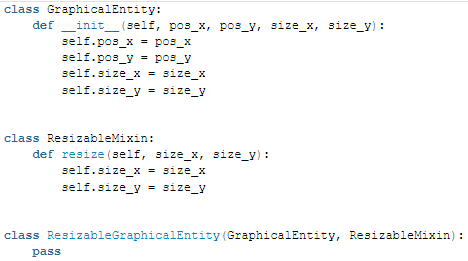 class GraphicalEntity:
    def __init__(self, pos_x, pos_y, size_x, size_y):
        self.pos_x = pos_x
        self.pos_y = pos_y
        self.size_x = size_x
        self.size_y = size_y
class ResizableMixin:
    def resize(self, size_x, size_y):
        self.size_x = size_x
        self.size_y = size_y
class ResizableGraphicalEntity(GraphicalEntity, ResizableMixin):
    pass